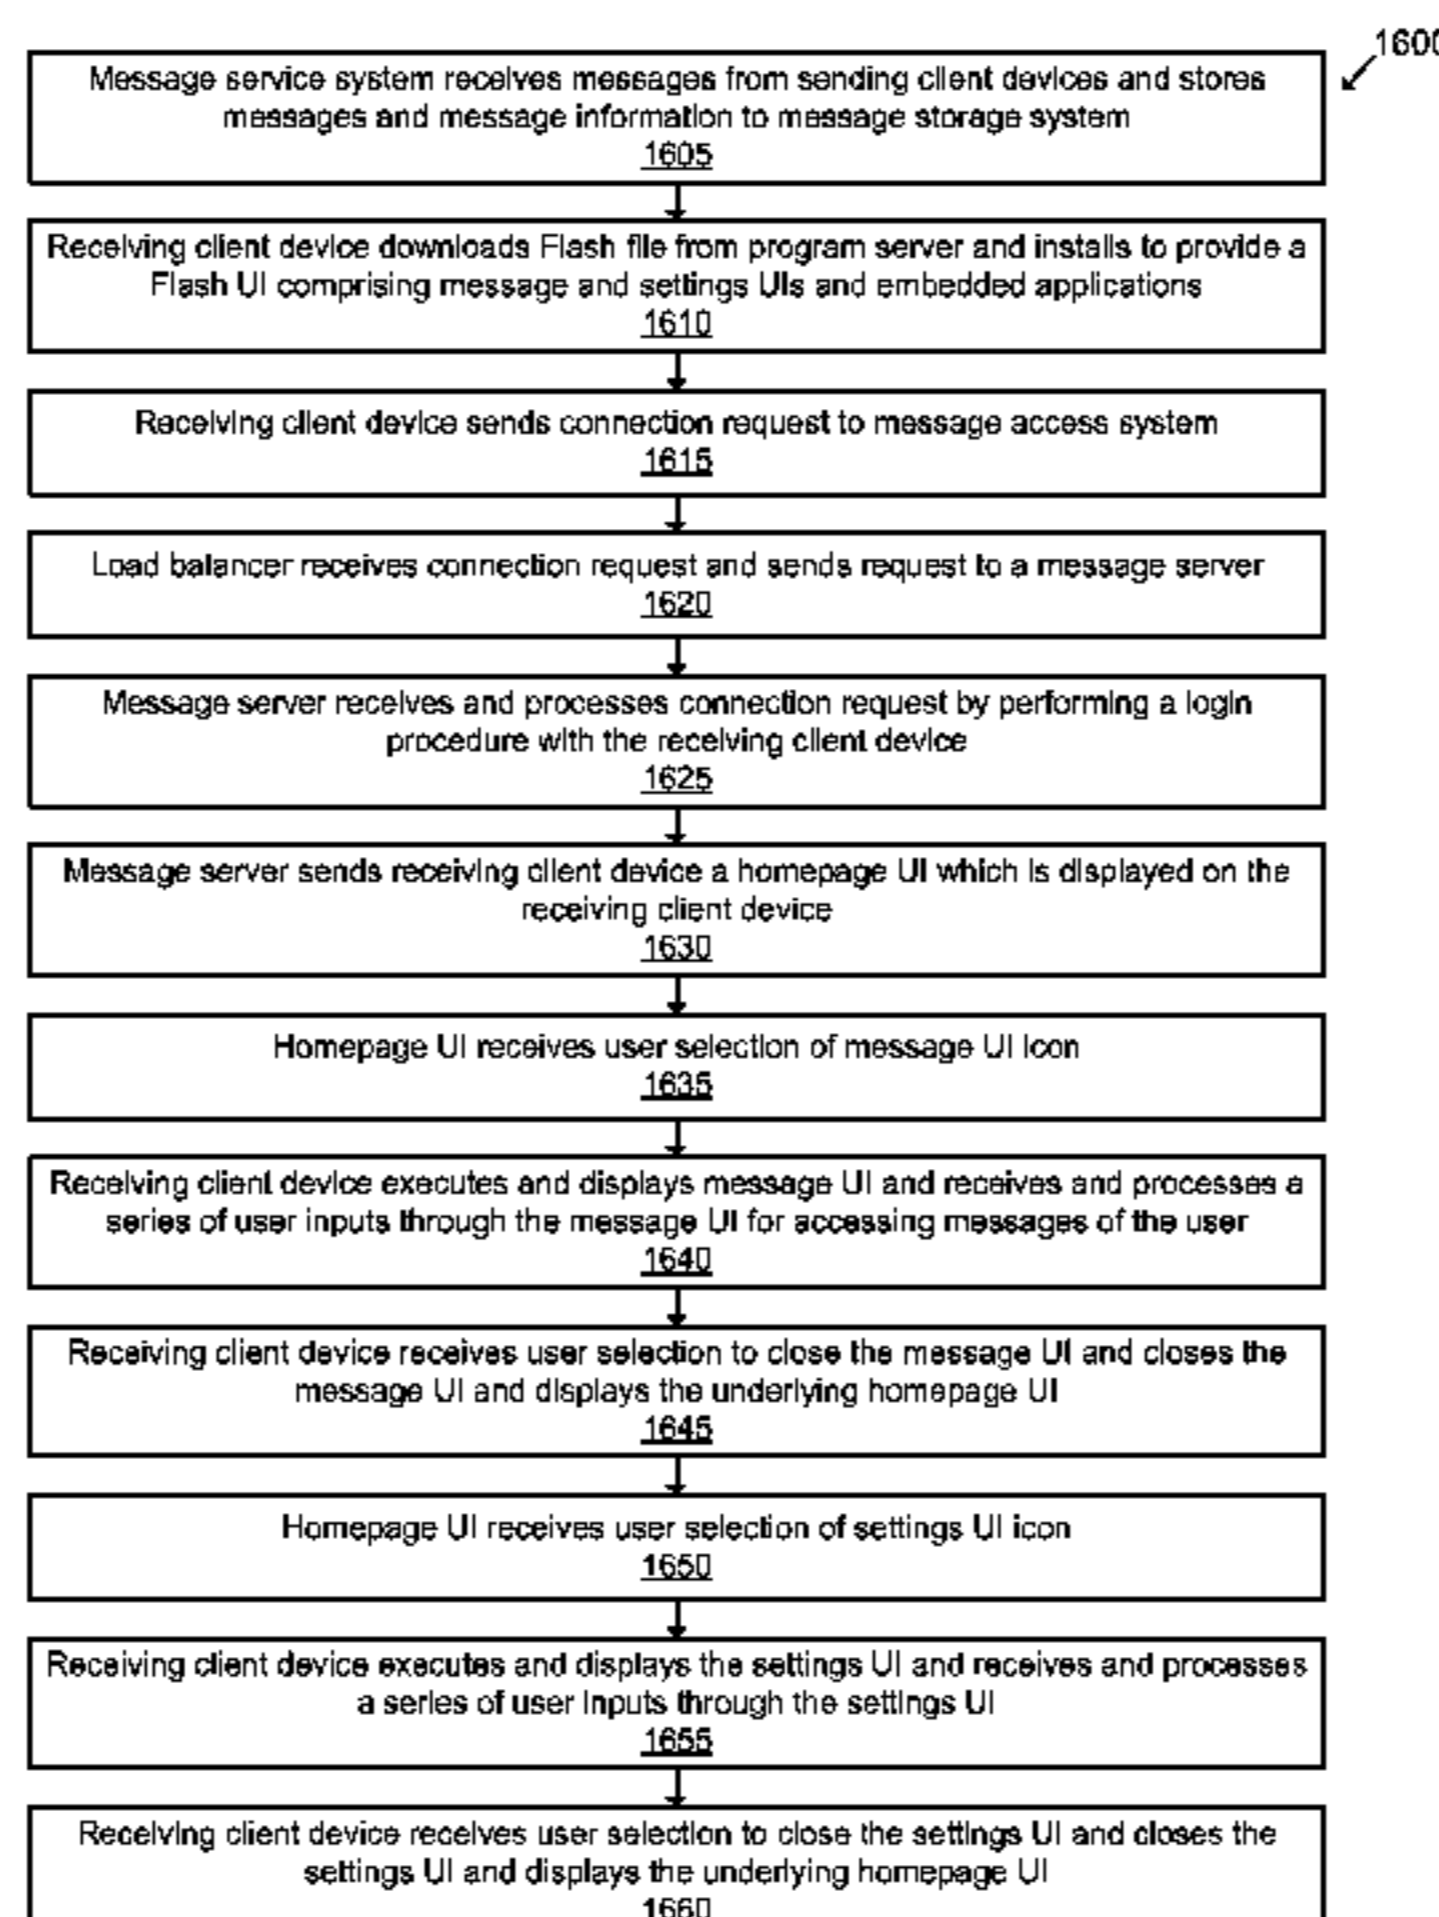 1600
Message service system receives messages from sending client devices and stores
messages and message information to message storage system
1605
Receiving client device downloads Flash file from program server and installs to provide a
Flash UI comprising message and settings UIs and embedded applications
1610
Receiving client device sends connection request to message access system
1615
Load balancer receives connection request and sends request to a message server
1620
Message server receives and processes connection request by performing a login
procedure with the receiving client device
1625
Message server sends receiving client device a homepage UI which is displayed on the
receiving client device
1630
Homepage UI receives user selection of message UI icon
1635
Receiving client device executes and displays message UI and receives and processes a
series of user inputs through the message UI for accessing messages of the user
1640
Receiving client device receives user selection to close the message UI and closes the
message UI and displays the underlying homepage UI
1645
Homepage UI receives user selection of settings UI icon
1650
Receiving client device executes and displays the settings UI and receives and processes
a series of user inputs through the settings UI
1655
Receiving client device receives user selection to close the settings UI and closes the
settings UI and displays the underlying homepage UI
1660